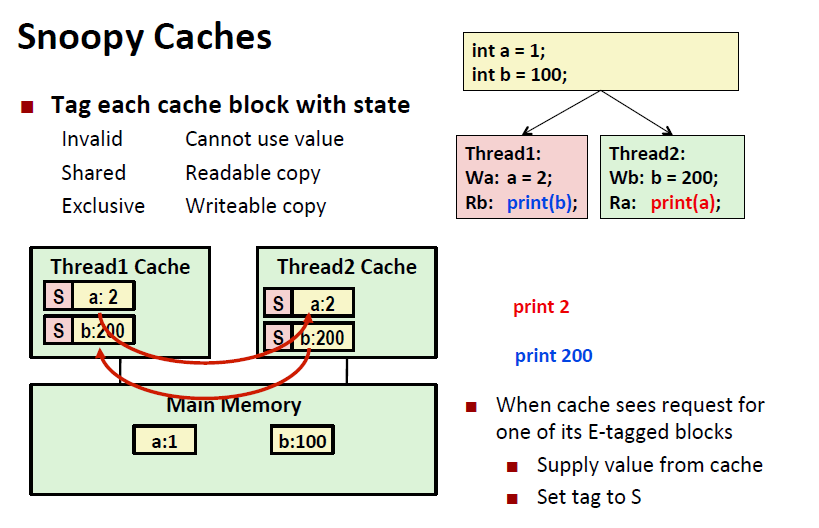 Snoopy Caches
■ Tag each cache block with state
Invalid Cannot use value
Shared Readable copy
Exclusive Writeable copy
int a = 1;
int b = 100;
Thread1:
Wa: a = 2;
Rb: print(b);
Thread2:
Wb: b = 200;
Ra: print(a);
Thread1 Cache
S a: 2
S b:200
Thread2 Cache
S a:2
S b:200
Main Memory
a:1 b:100
print 2
print 200
■ When cache sees request for
one of its E-tagged blocks
■ Supply value from cache
■ Set tag to S